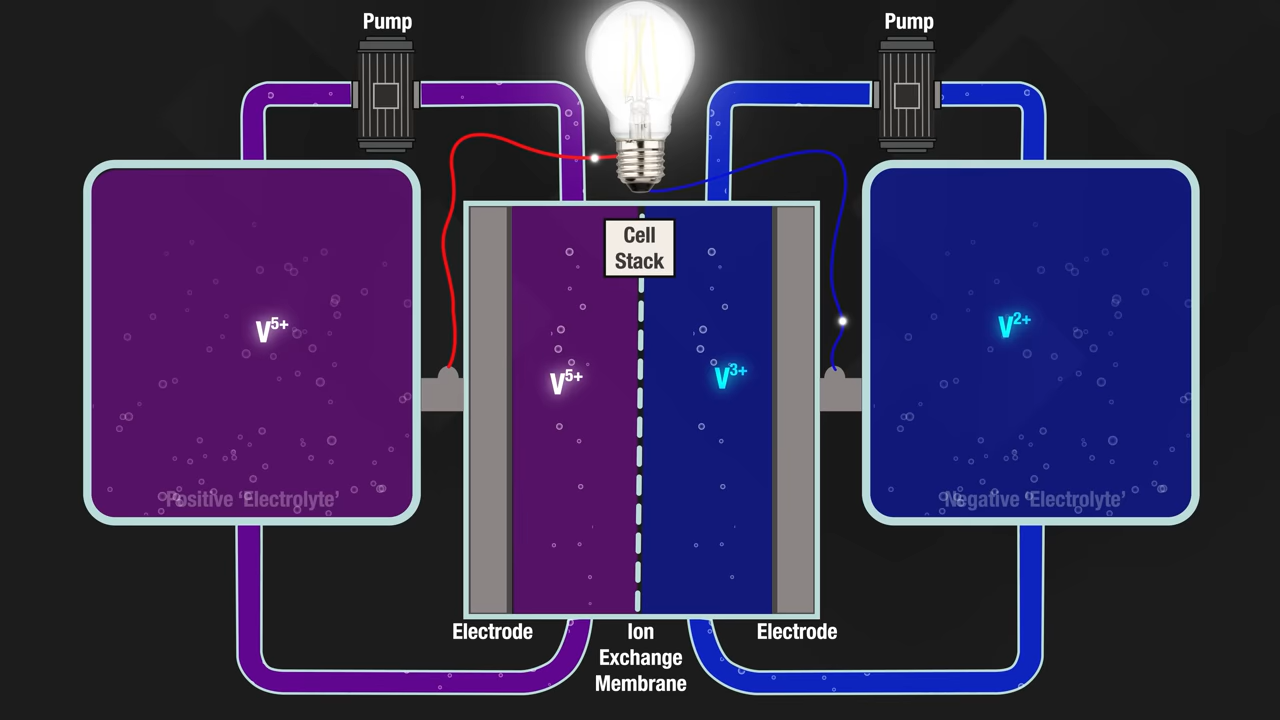 Pump
Pump
Cell
Stack
V⁵⁺
V²⁺
V⁵⁺
V³⁺
Positive ‘Electrolyte’
Negative ‘Electrolyte’
Electrode
Ion
Exchange
Membrane
Electrode